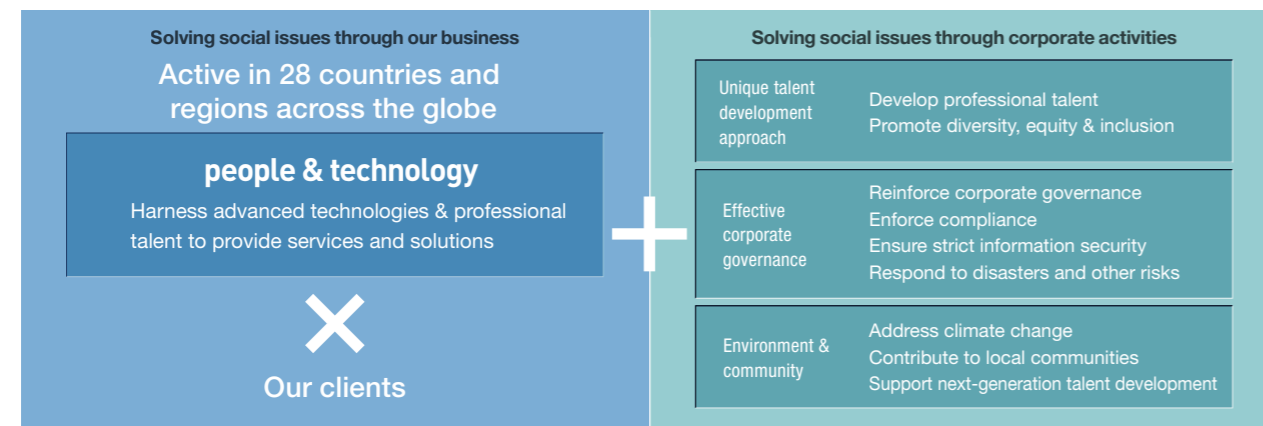 Solving social issues through our business
Active in 28 countries and
regions across the globe
people & technology
Harness advanced technologies & professional
talent to provide services and solutions
×
Our clients
+
Solving social issues through corporate activities
Unique talent
development
approach
Develop professional talent
Promote diversity, equity & inclusion
Effective
corporate
governance
Reinforce corporate governance
Enforce compliance
Ensure strict information security
Respond to disasters and other risks
Environment &
community
Address climate change
Contribute to local communities
Support next-generation talent development